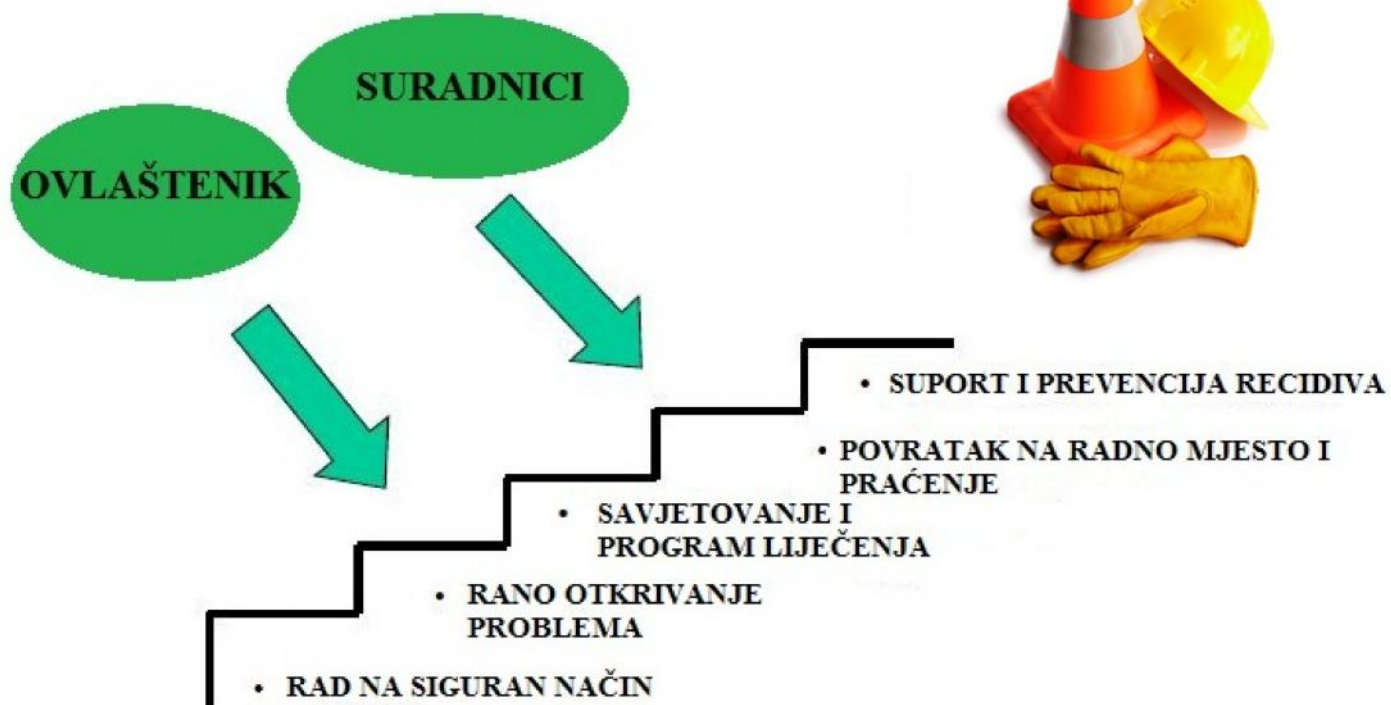 SURADNICI
OVLAŠTENIK
• SUPORT I PREVENCIJA RECIDIVA
• POVRATAK NA RADNO MJESTO I
PRAĆENJE
• SAVJETOVANJE I
PROGRAM LIJEČENJA
• RANO OTKRIVANJE
PROBLEMA
• RAD NA SIGURAN NAČIN